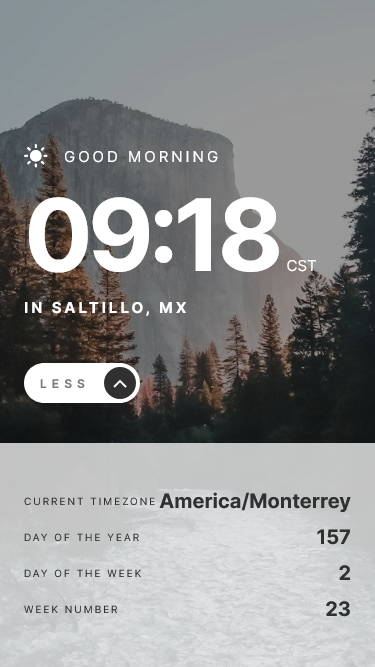 GOOD MORNING
09:18 CST
IN SALTILLO, MX
LESS
CURRENT TIMEZONE America/Monterrey
DAY OF THE YEAR 157
DAY OF THE WEEK 2
WEEK NUMBER 23